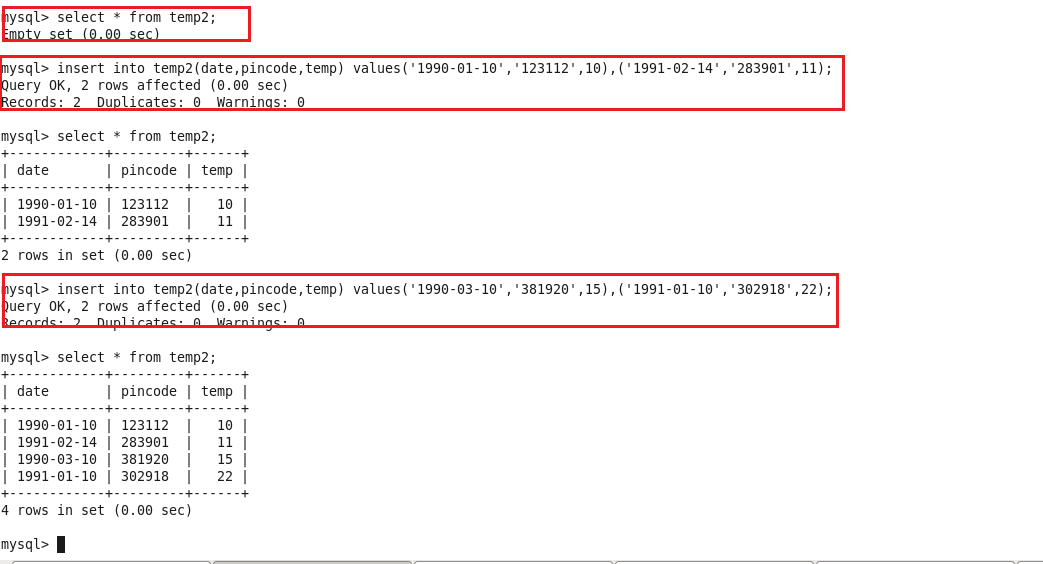 mysql> select * from temp2;
Empty set (0.00 sec)
mysql> insert into temp2(date,pincode,temp) values('1990-01-10','123112',10),('1991-02-14','283901',11);
Query OK, 2 rows affected (0.00 sec)
Records: 2  Duplicates: 0  Warnings: 0
mysql> select * from temp2;
+------------+---------+------+
| date       | pincode | temp |
+------------+---------+------+
| 1990-01-10 | 123112  |   10 |
| 1991-02-14 | 283901  |   11 |
+------------+---------+------+
2 rows in set (0.00 sec)
mysql> insert into temp2(date,pincode,temp) values('1990-03-10','381920',15),('1991-01-10','302918',22);
Query OK, 2 rows affected (0.00 sec)
Records: 2  Duplicates: 0  Warnings: 0
mysql> select * from temp2;
+------------+---------+------+
| date       | pincode | temp |
+------------+---------+------+
| 1990-01-10 | 123112  |   10 |
| 1991-02-14 | 283901  |   11 |
| 1990-03-10 | 381920  |   15 |
| 1991-01-10 | 302918  |   22 |
+------------+---------+------+
4 rows in set (0.00 sec)
mysql>